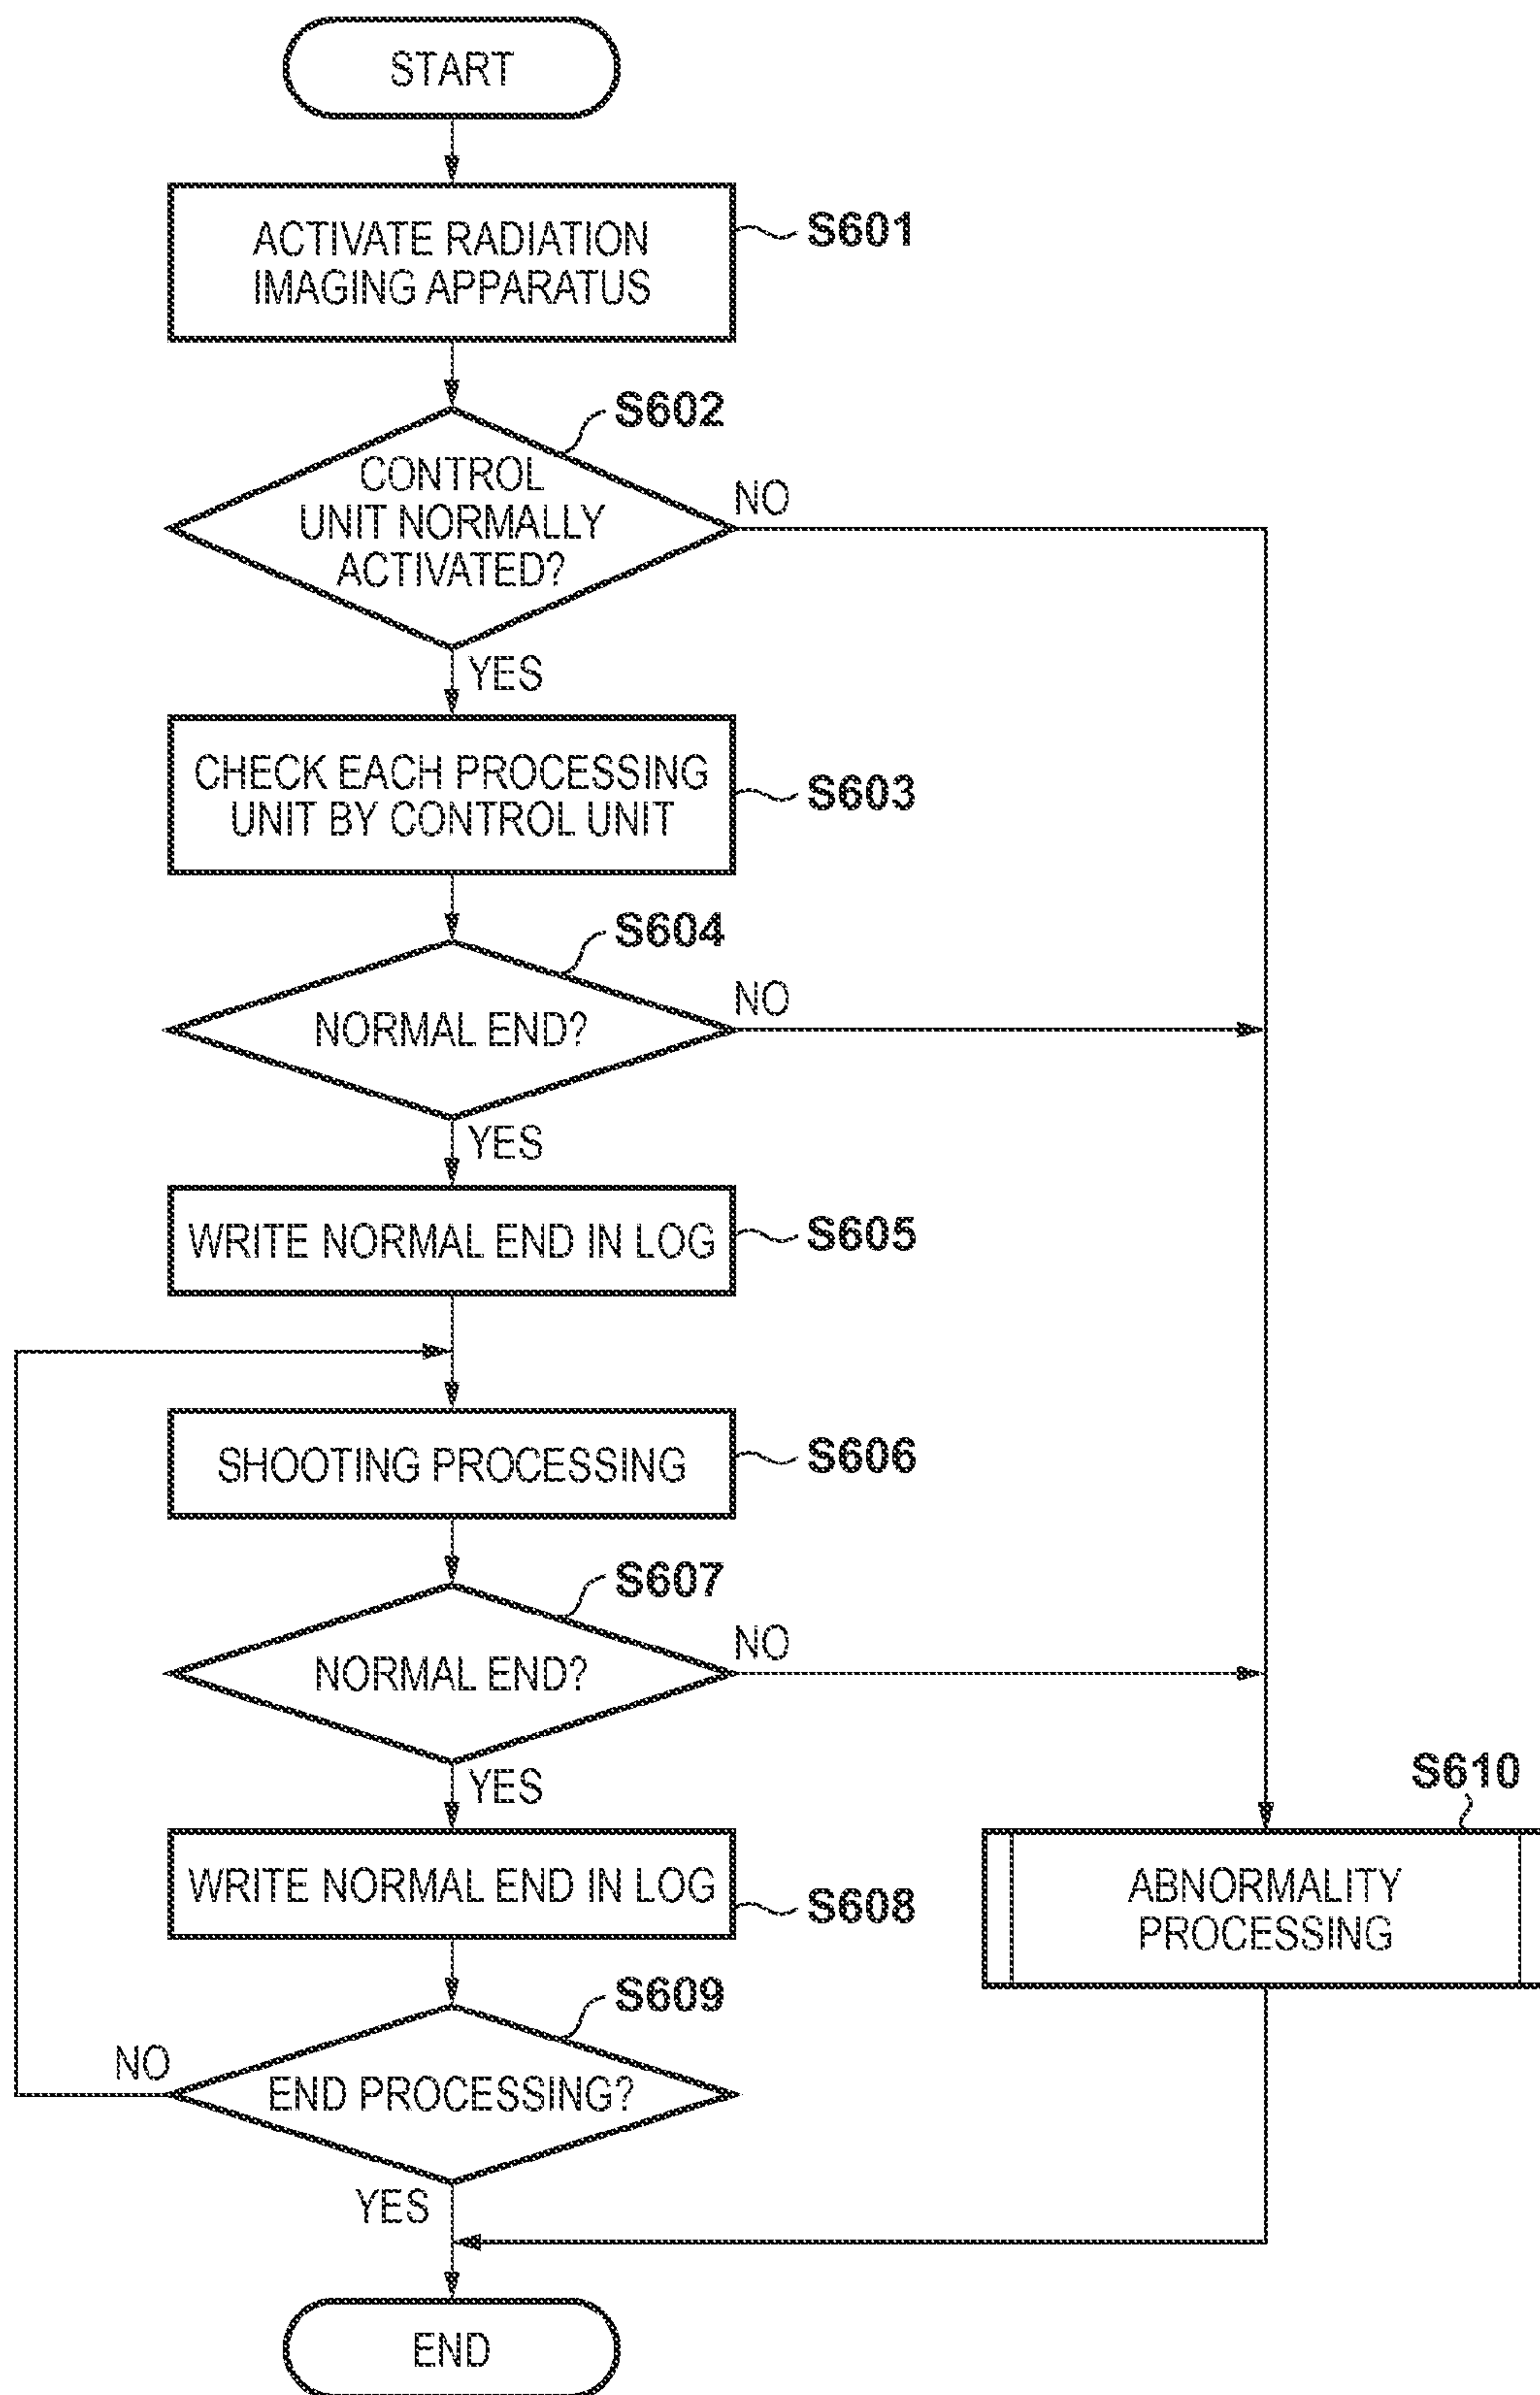 START
ACTIVATE RADIATION
IMAGING APPARATUS
S601
S602
CONTROL
UNIT NORMALLY
ACTIVATED?
NO
YES
CHECK EACH PROCESSING
UNIT BY CONTROL UNIT
S603
S604
NORMAL END?
NO
YES
WRITE NORMAL END IN LOG
S605
SHOOTING PROCESSING
S606
S607
NORMAL END?
NO
YES
WRITE NORMAL END IN LOG
S608
S610
ABNORMALITY
PROCESSING
S609
END PROCESSING?
NO
YES
END